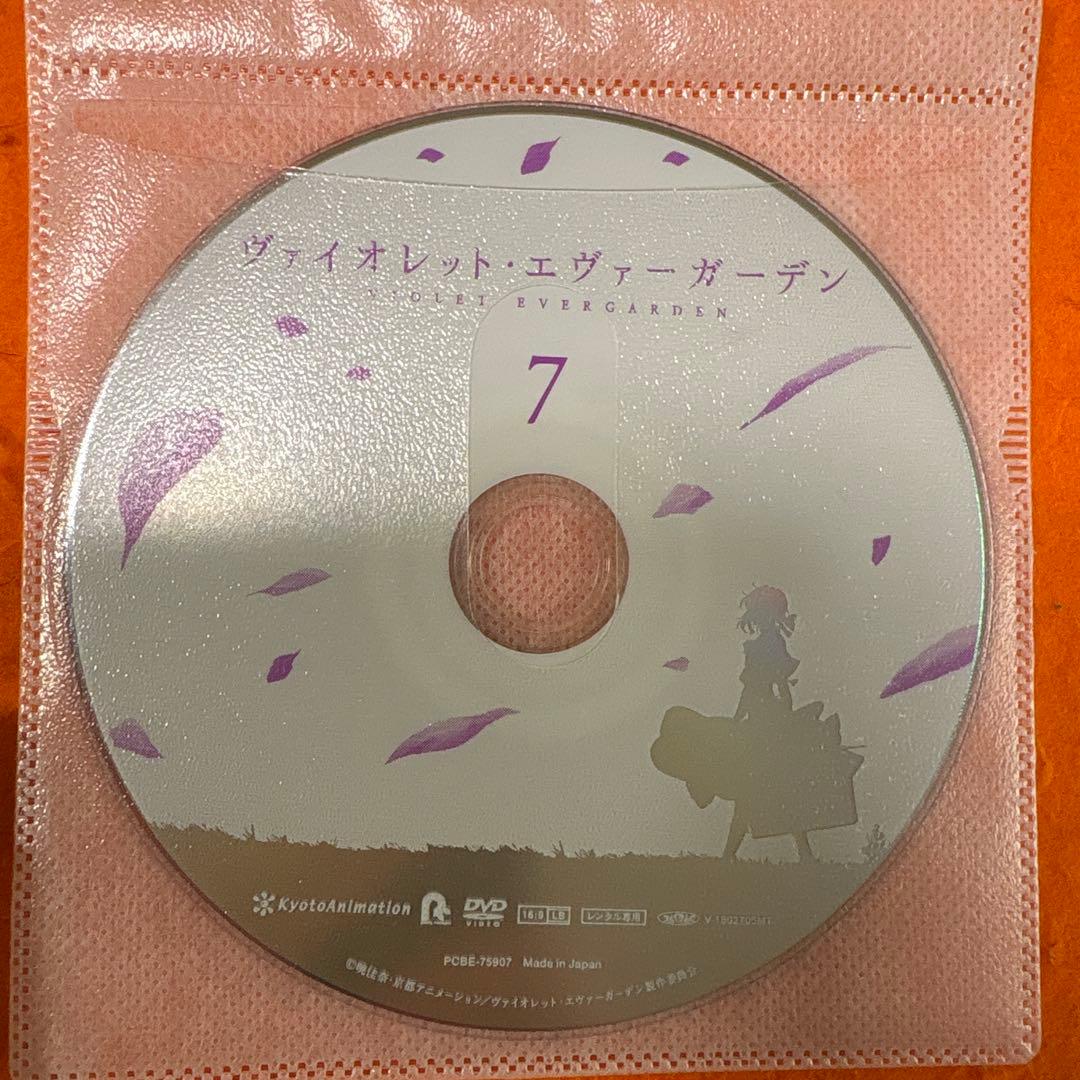 ヴァイオレット・エヴァーガーデン
VIOLET EVERGARDEN
7
KyotoAnimation
DVD
VIDEO
16:9 LB
レンタル専用
V-1802705MT
PCBE-75907 Made in Japan
©暁佳奈・京都アニメーション/ヴァイオレット・エヴァーガーデン製作委員会